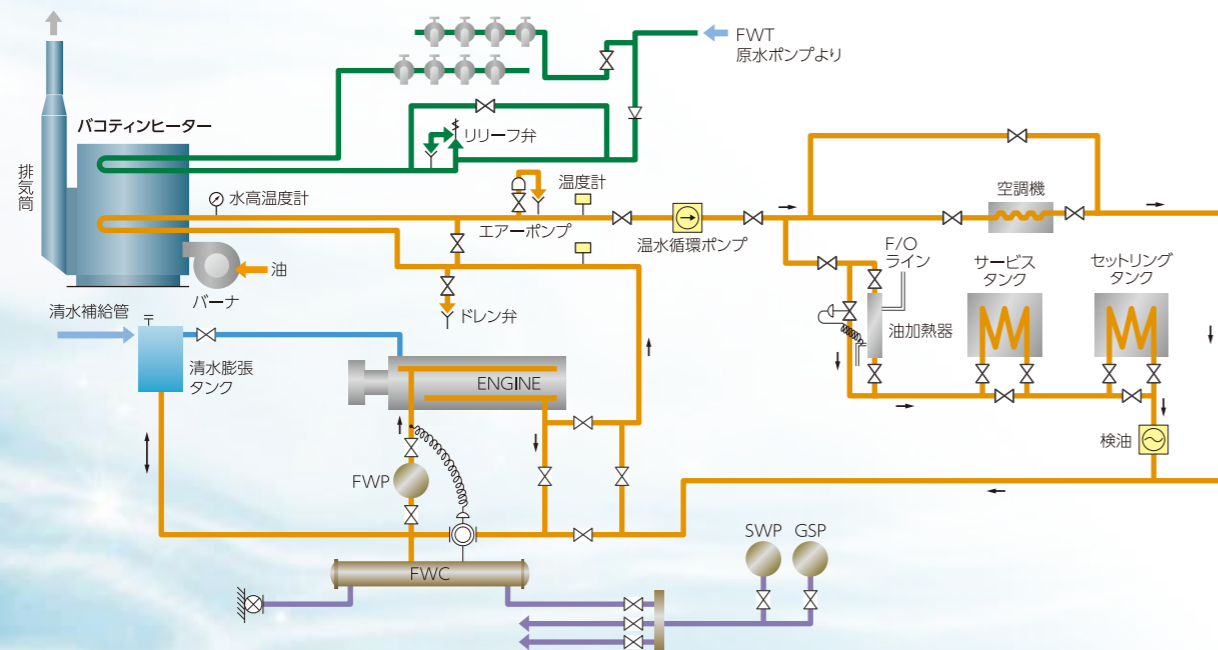 FWT
原水ポンプより
バコティンヒーター
リリーフ弁
排気筒
水高温度計
温度計
空調機
エアーポンプ
温水循環ポンプ
F/O
ライン
サービス
タンク
セットリング
タンク
油
バーナ
清水補給管
ドレン弁
油加熱器
清水膨張
タンク
ENGINE
検油
FWP
SWP
GSP
FWC